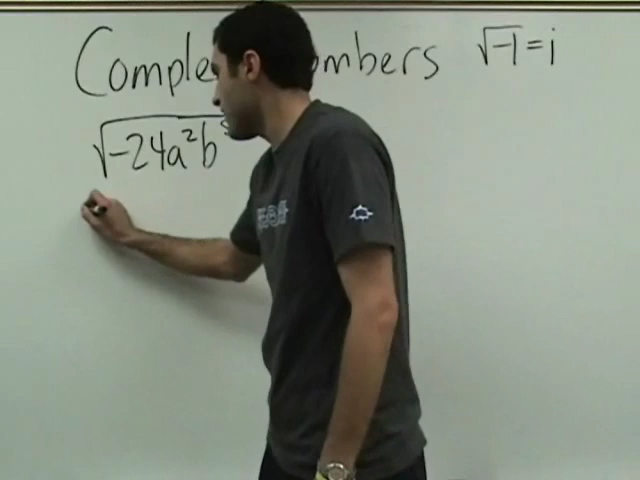 Comple mbers √-1 = i
√-24a²b